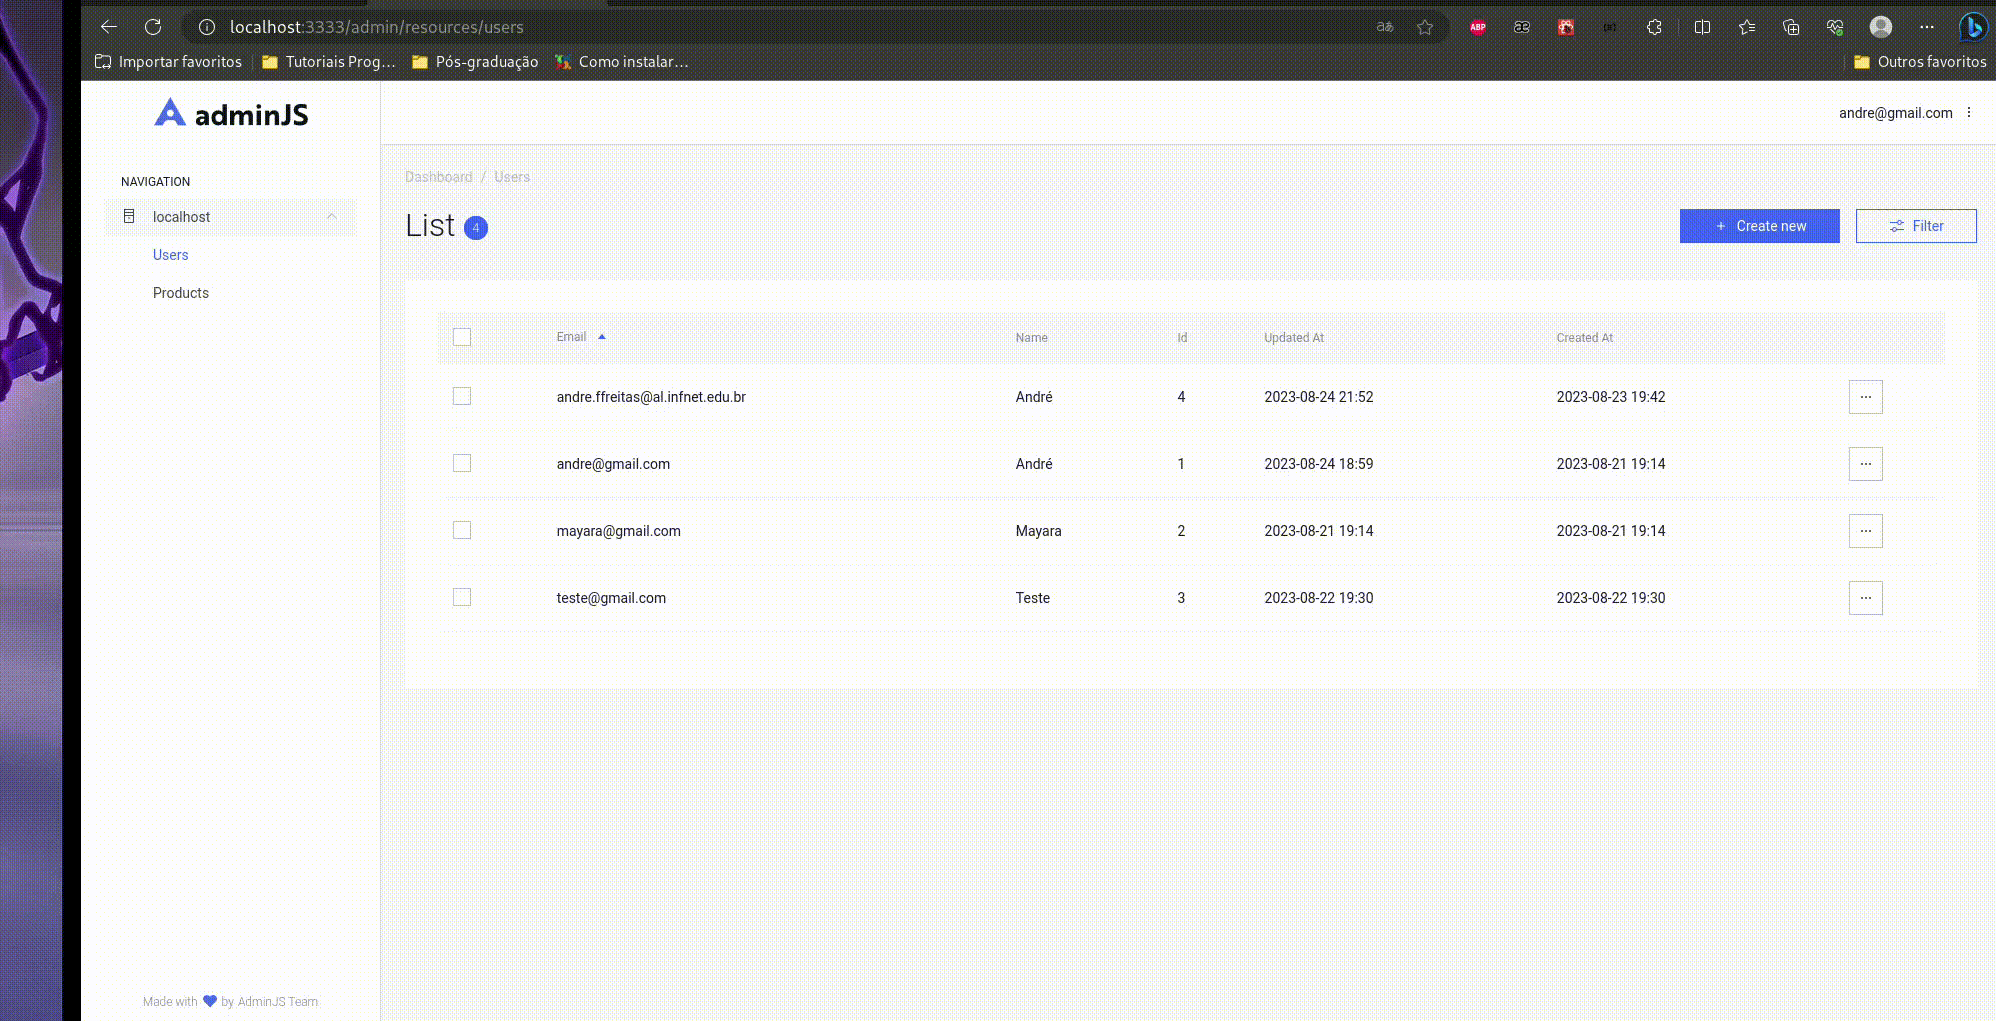 localhost:3333/admin/resources/users
aあ
ABP
æ
Importar favoritos
Tutoriais Prog...
Pós-graduação
Como instalar...
Outros favoritos
adminJS
andre@gmail.com
NAVIGATION
localhost
Users
Products
Dashboard / Users
List 4
+ Create new
Filter
Email Name Id Updated At Created At
andre.ffreitas@al.infnet.edu.br André 4 2023-08-24 21:52 2023-08-23 19:42
andre@gmail.com André 1 2023-08-24 18:59 2023-08-21 19:14
mayara@gmail.com Mayara 2 2023-08-21 19:14 2023-08-21 19:14
teste@gmail.com Teste 3 2023-08-22 19:30 2023-08-22 19:30
Made with by AdminJS Team